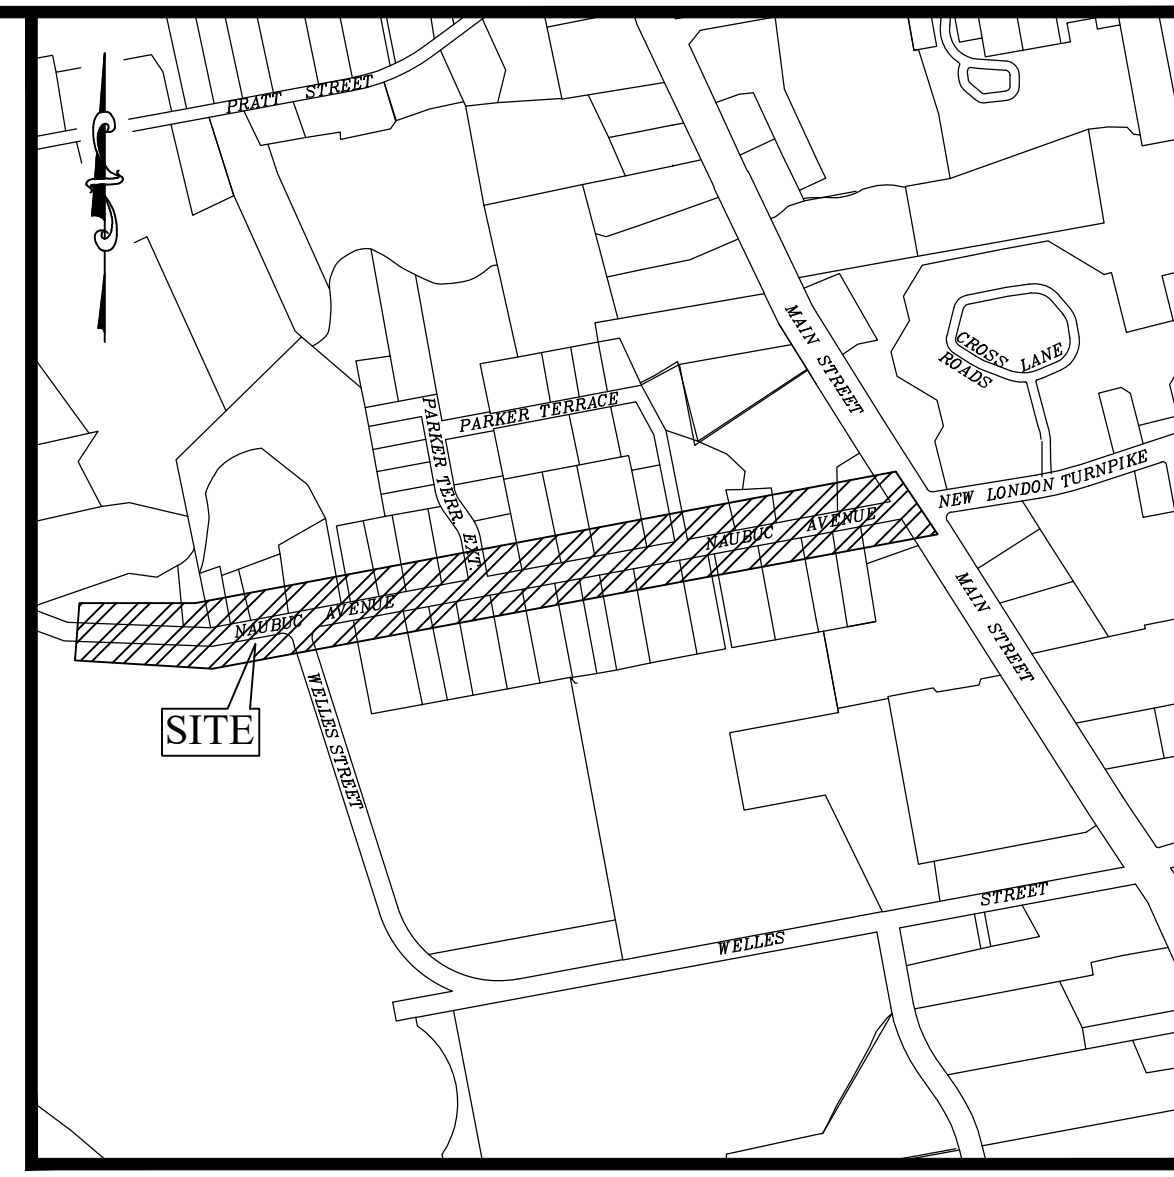 PRATT STREET
MAIN STREET
CROSS LANE
ROADS
PARKER TERRACE
PARKER TERR. EXT.
NEW LONDON TURNPIKE
NAUBUC AVENUE
NAUBUC AVENUE
MAIN STREET
SITE
WELLES STREET
WELLES STREET